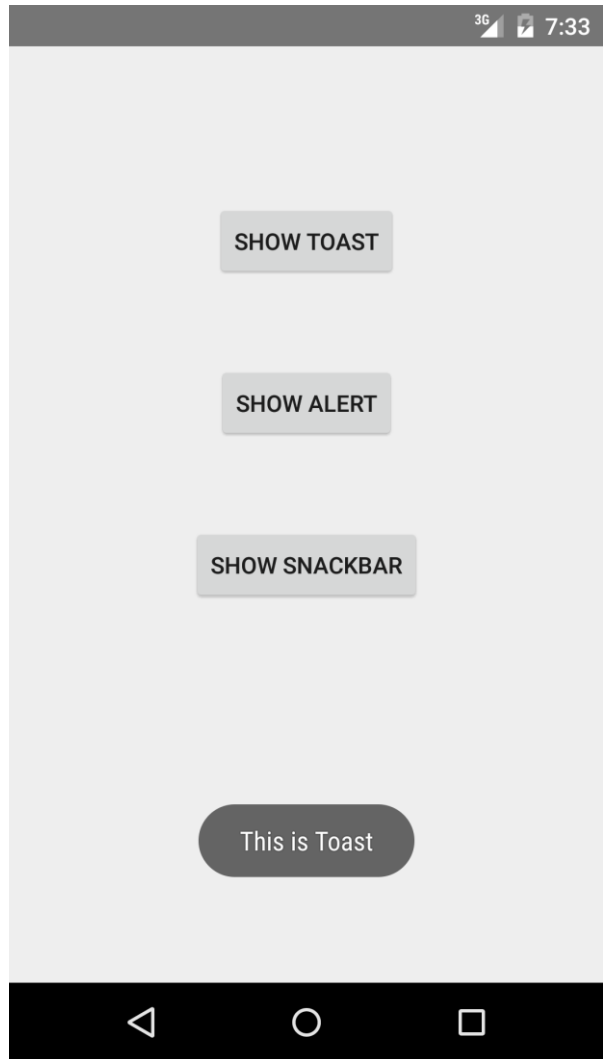 3G 7:33
SHOW TOAST
SHOW ALERT
SHOW SNACKBAR
This is Toast